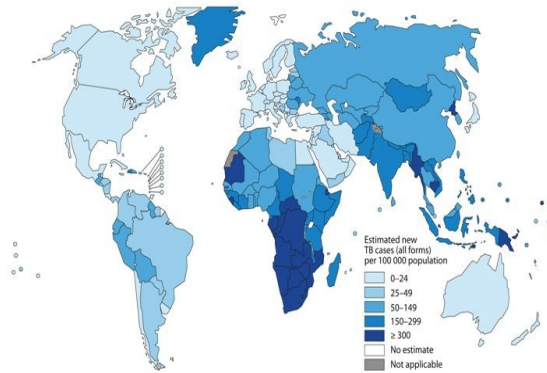 Estimated new
TB cases (all forms)
per 100 000 population
0–24
25–49
50–149
150–299
≥ 300
No estimate
Not applicable